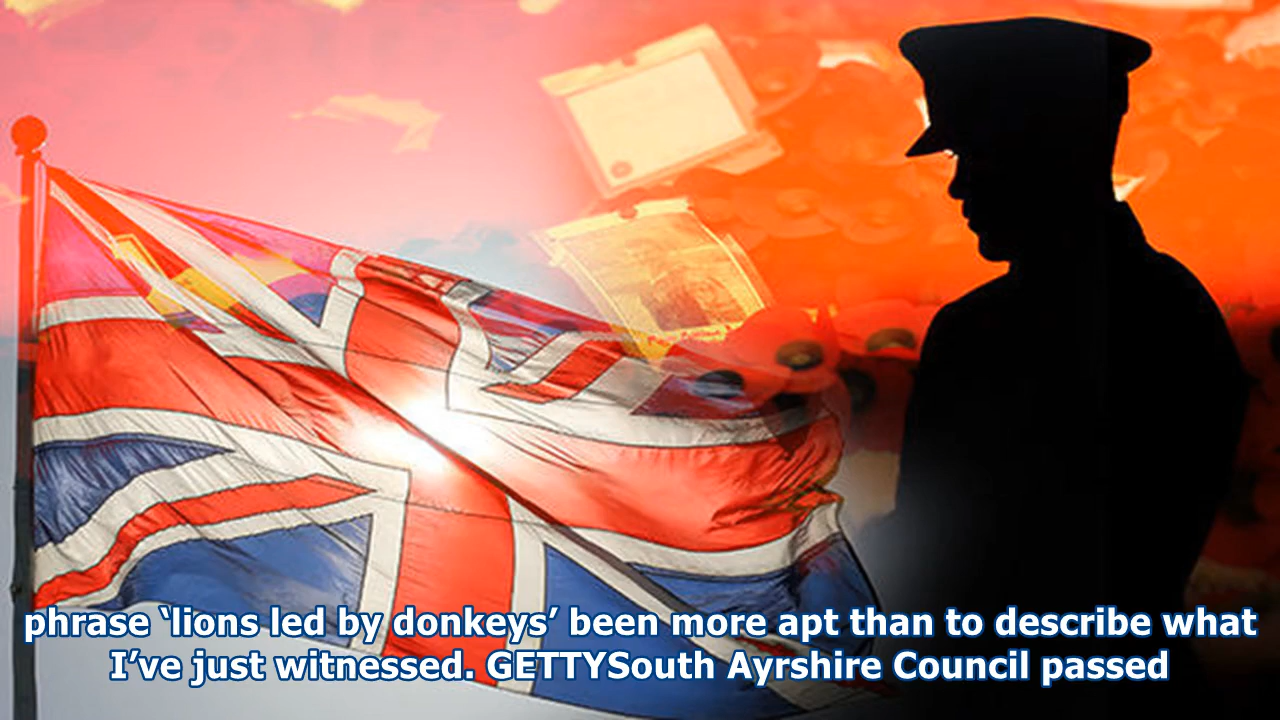 phrase ‘lions led by donkeys’ been more apt than to describe what
I’ve just witnessed. GETTYSouth Ayrshire Council passed